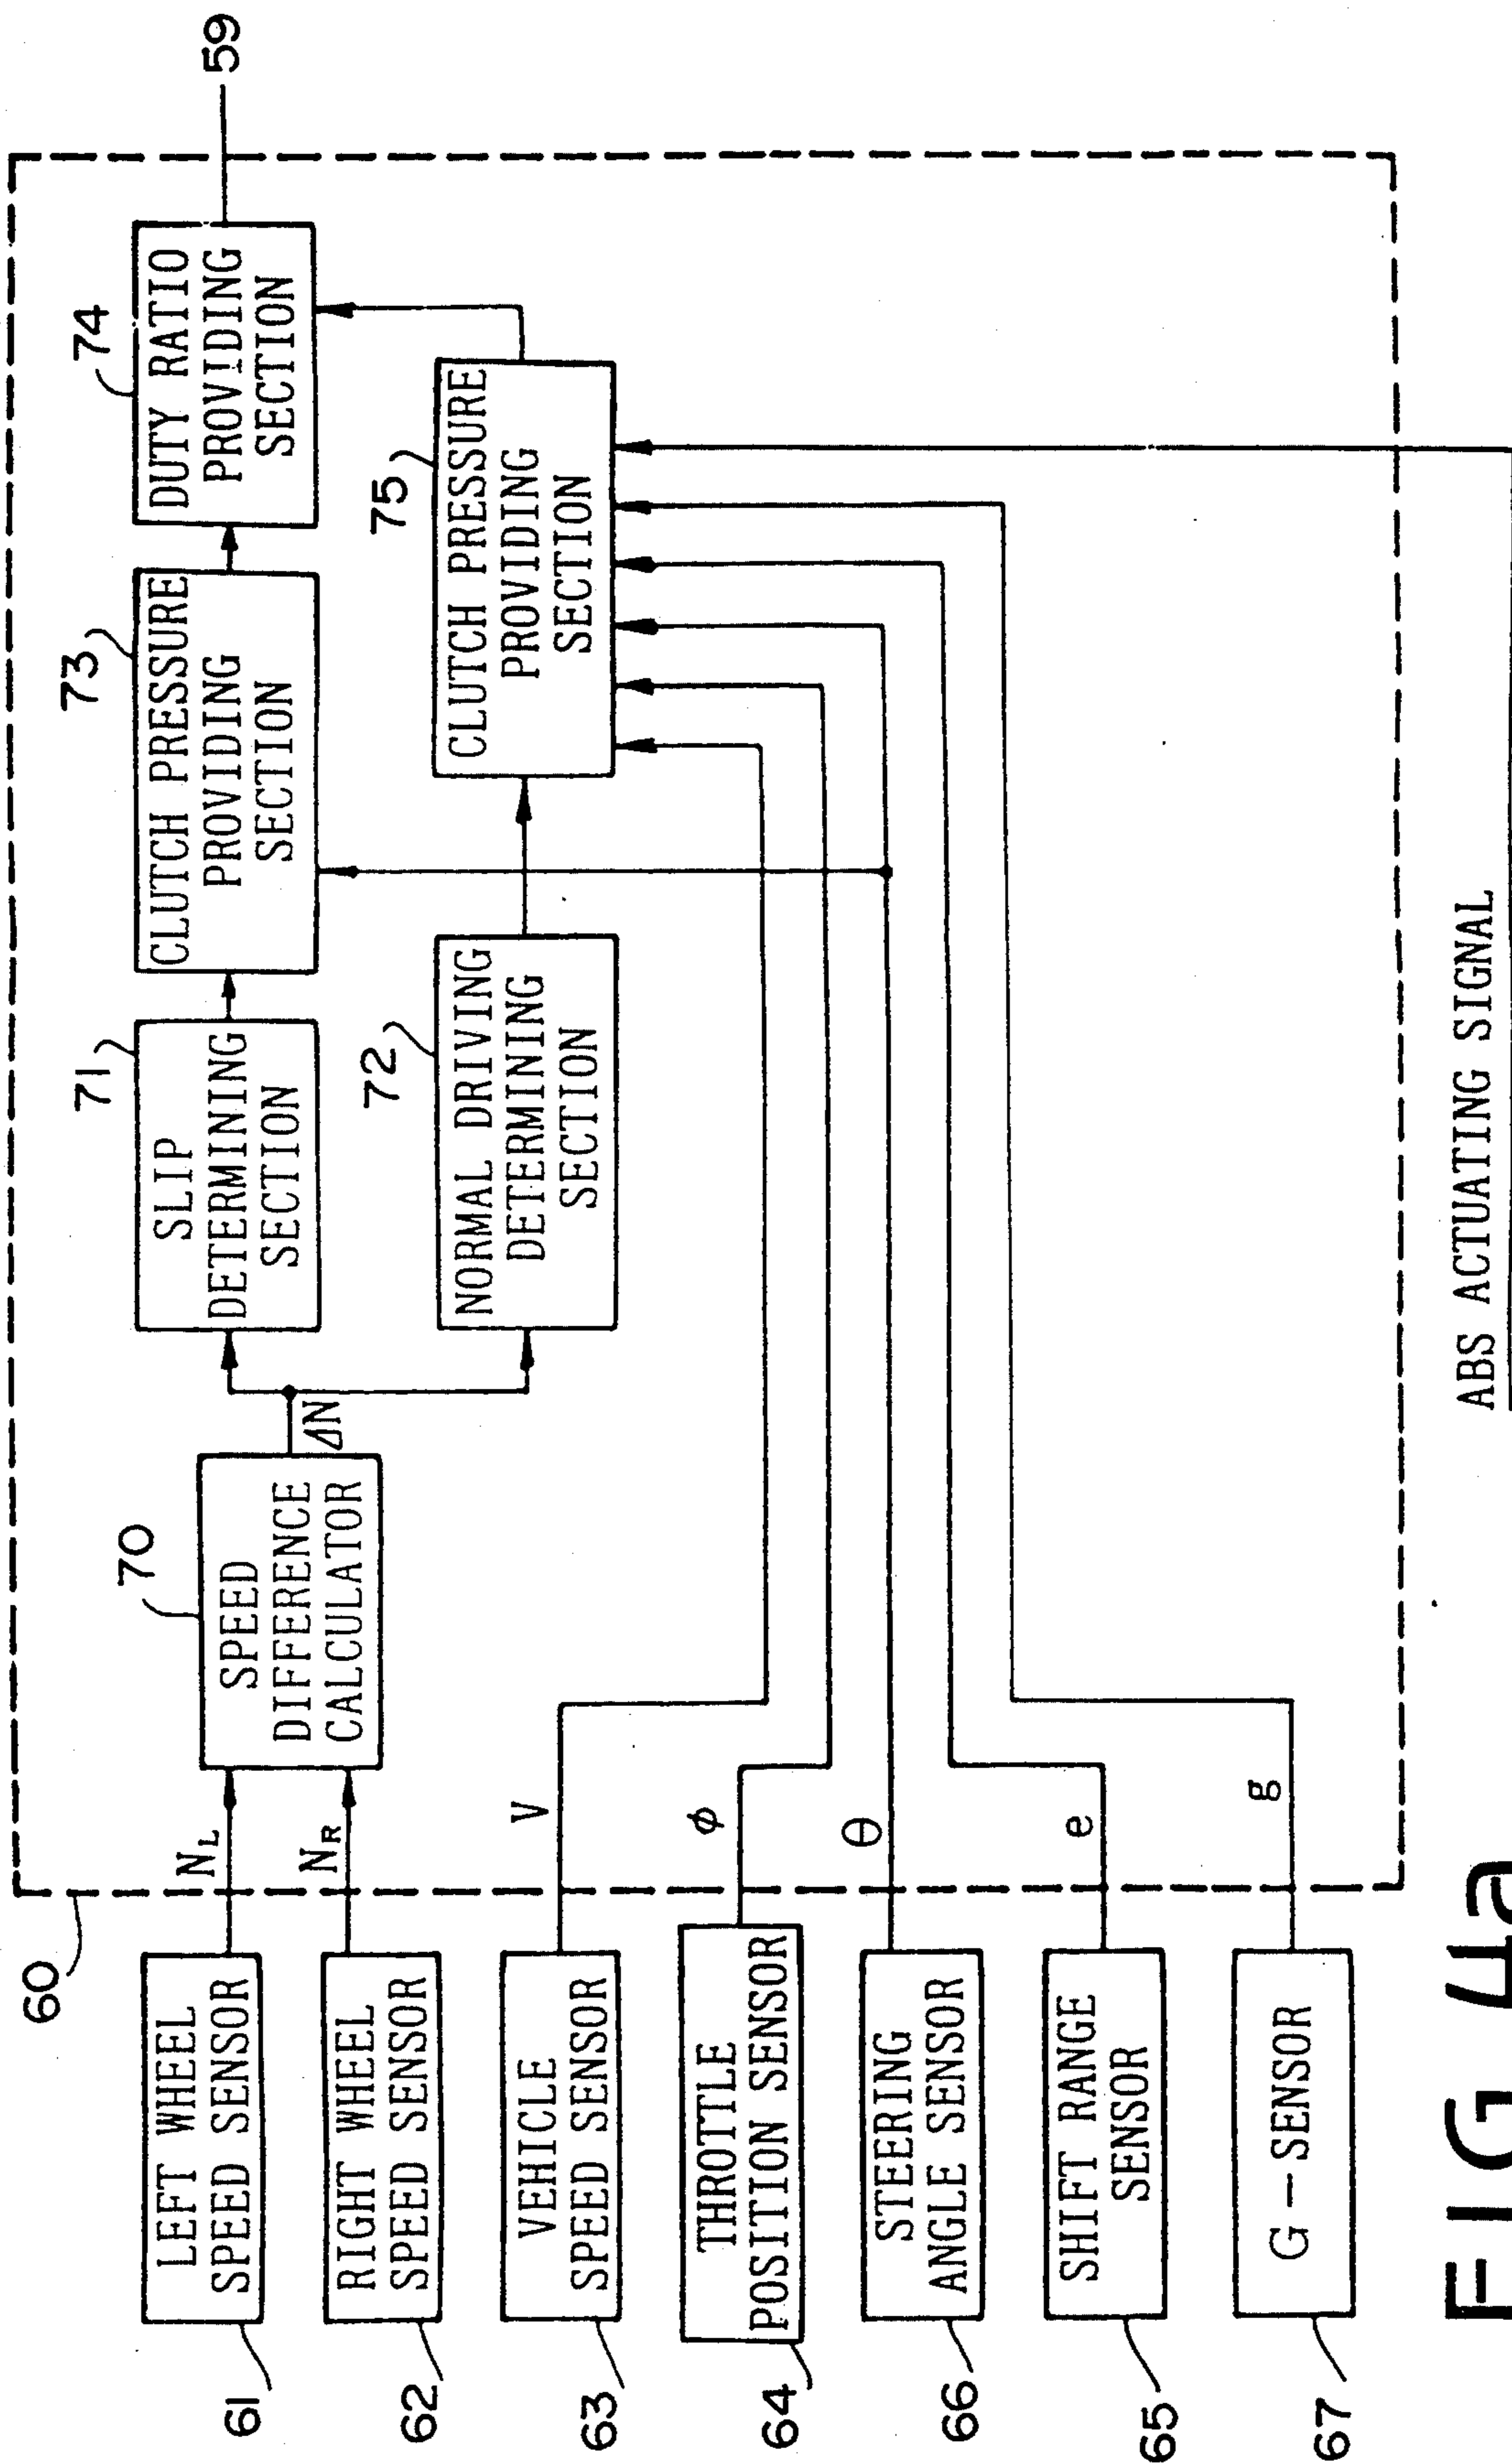 60
61
LEFT WHEEL
SPEED SENSOR
62
RIGHT WHEEL
SPEED SENSOR
63
VEHICLE
SPEED SENSOR
64
THROTTLE
POSITION SENSOR
66
STEERING
ANGLE SENSOR
65
SHIFT RANGE
SENSOR
67
G-SENSOR
NL
NR
V
φ
θ
e
g
70
SPEED
DIFFERENCE
CALCULATOR
ΔN
71
SLIP
DETERMINING
SECTION
72
NORMAL DRIVING
DETERMINING
SECTION
73
CLUTCH PRESSURE
PROVIDING
SECTION
74
DUTY RATIO
PROVIDING
SECTION
75
CLUTCH PRESSURE
PROVIDING
SECTION
59
ABS ACTUATING SIGNAL
FIG 4a